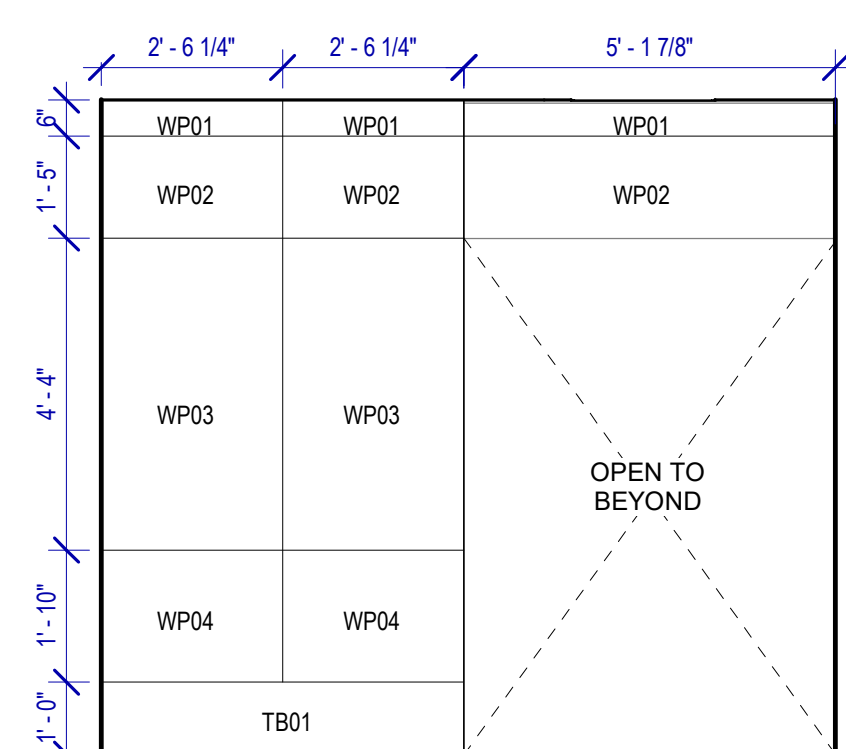 2' - 6 1/4" 2' - 6 1/4" 5' - 1 7/8"
6" WP01 WP01 WP01
1' - 5" WP02 WP02 WP02
4' - 4" WP03 WP03
OPEN TO
BEYOND
1' - 10" WP04 WP04
1' - 0" TB01